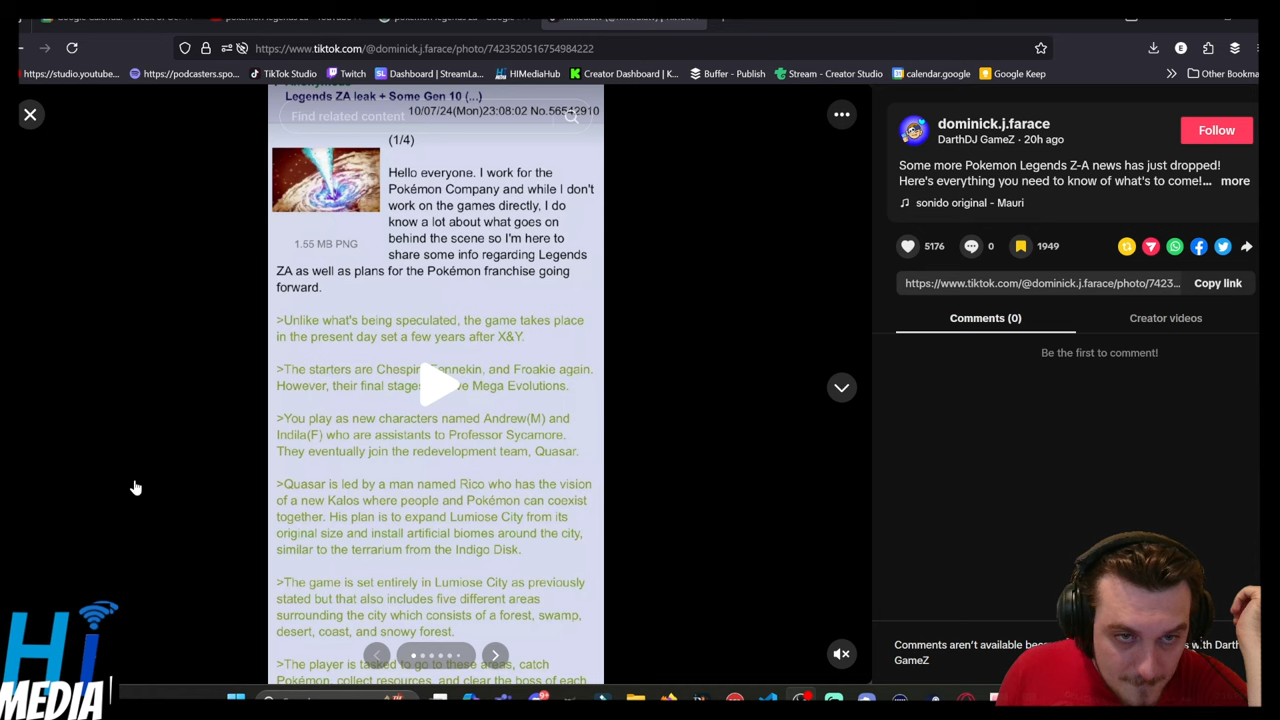 https://www.tiktok.com/@dominick.j.farace/photo/7423520516754984222
https://studio.youtube...
https://podcasters.spo...
TikTok Studio
Twitch
Dashboard | StreamLa...
HIMediaHub
Creator Dashboard | K...
Buffer - Publish
Stream - Creator Studio
calendar.google
Google Keep
Other Bookma
Legends ZA leak + Some Gen 10 (...)
10/07/24(Mon)23:08:02 No.56542910
Find related content
(1/4)
Hello everyone. I work for the
Pokémon Company and while I don't
work on the games directly, I do
know a lot about what goes on
behind the scene so I'm here to
share some info regarding Legends
1.55 MB PNG
ZA as well as plans for the Pokémon franchise going
forward.
>Unlike what's being speculated, the game takes place
in the present day set a few years after X&Y.
>The starters are Chespin, Fennekin, and Froakie again.
However, their final stages Mega Evolutions.
>You play as new characters named Andrew(M) and
Indila(F) who are assistants to Professor Sycamore.
They eventually join the redevelopment team, Quasar.
>Quasar is led by a man named Rico who has the vision
of a new Kalos where people and Pokémon can coexist
together. His plan is to expand Lumiose City from its
original size and install artificial biomes around the city,
similar to the terrarium from the Indigo Disk.
>The game is set entirely in Lumiose City as previously
stated but that also includes five different areas
surrounding the city which consists of a forest, swamp,
desert, coast, and snowy forest.
>The player is tasked to go to these areas, catch
Pokémon, collect resources, and clear the boss of each
dominick.j.farace
DarthDJ GameZ · 20h ago
Follow
Some more Pokemon Legends Z-A news has just dropped!
Here's everything you need to know of what's to come!... more
sonido original - Mauri
5176
0
1949
https://www.tiktok.com/@dominick.j.farace/photo/7423...
Copy link
Comments (0)
Creator videos
Be the first to comment!
Comments aren't available
with Darth
GameZ
Hi
MEDIA